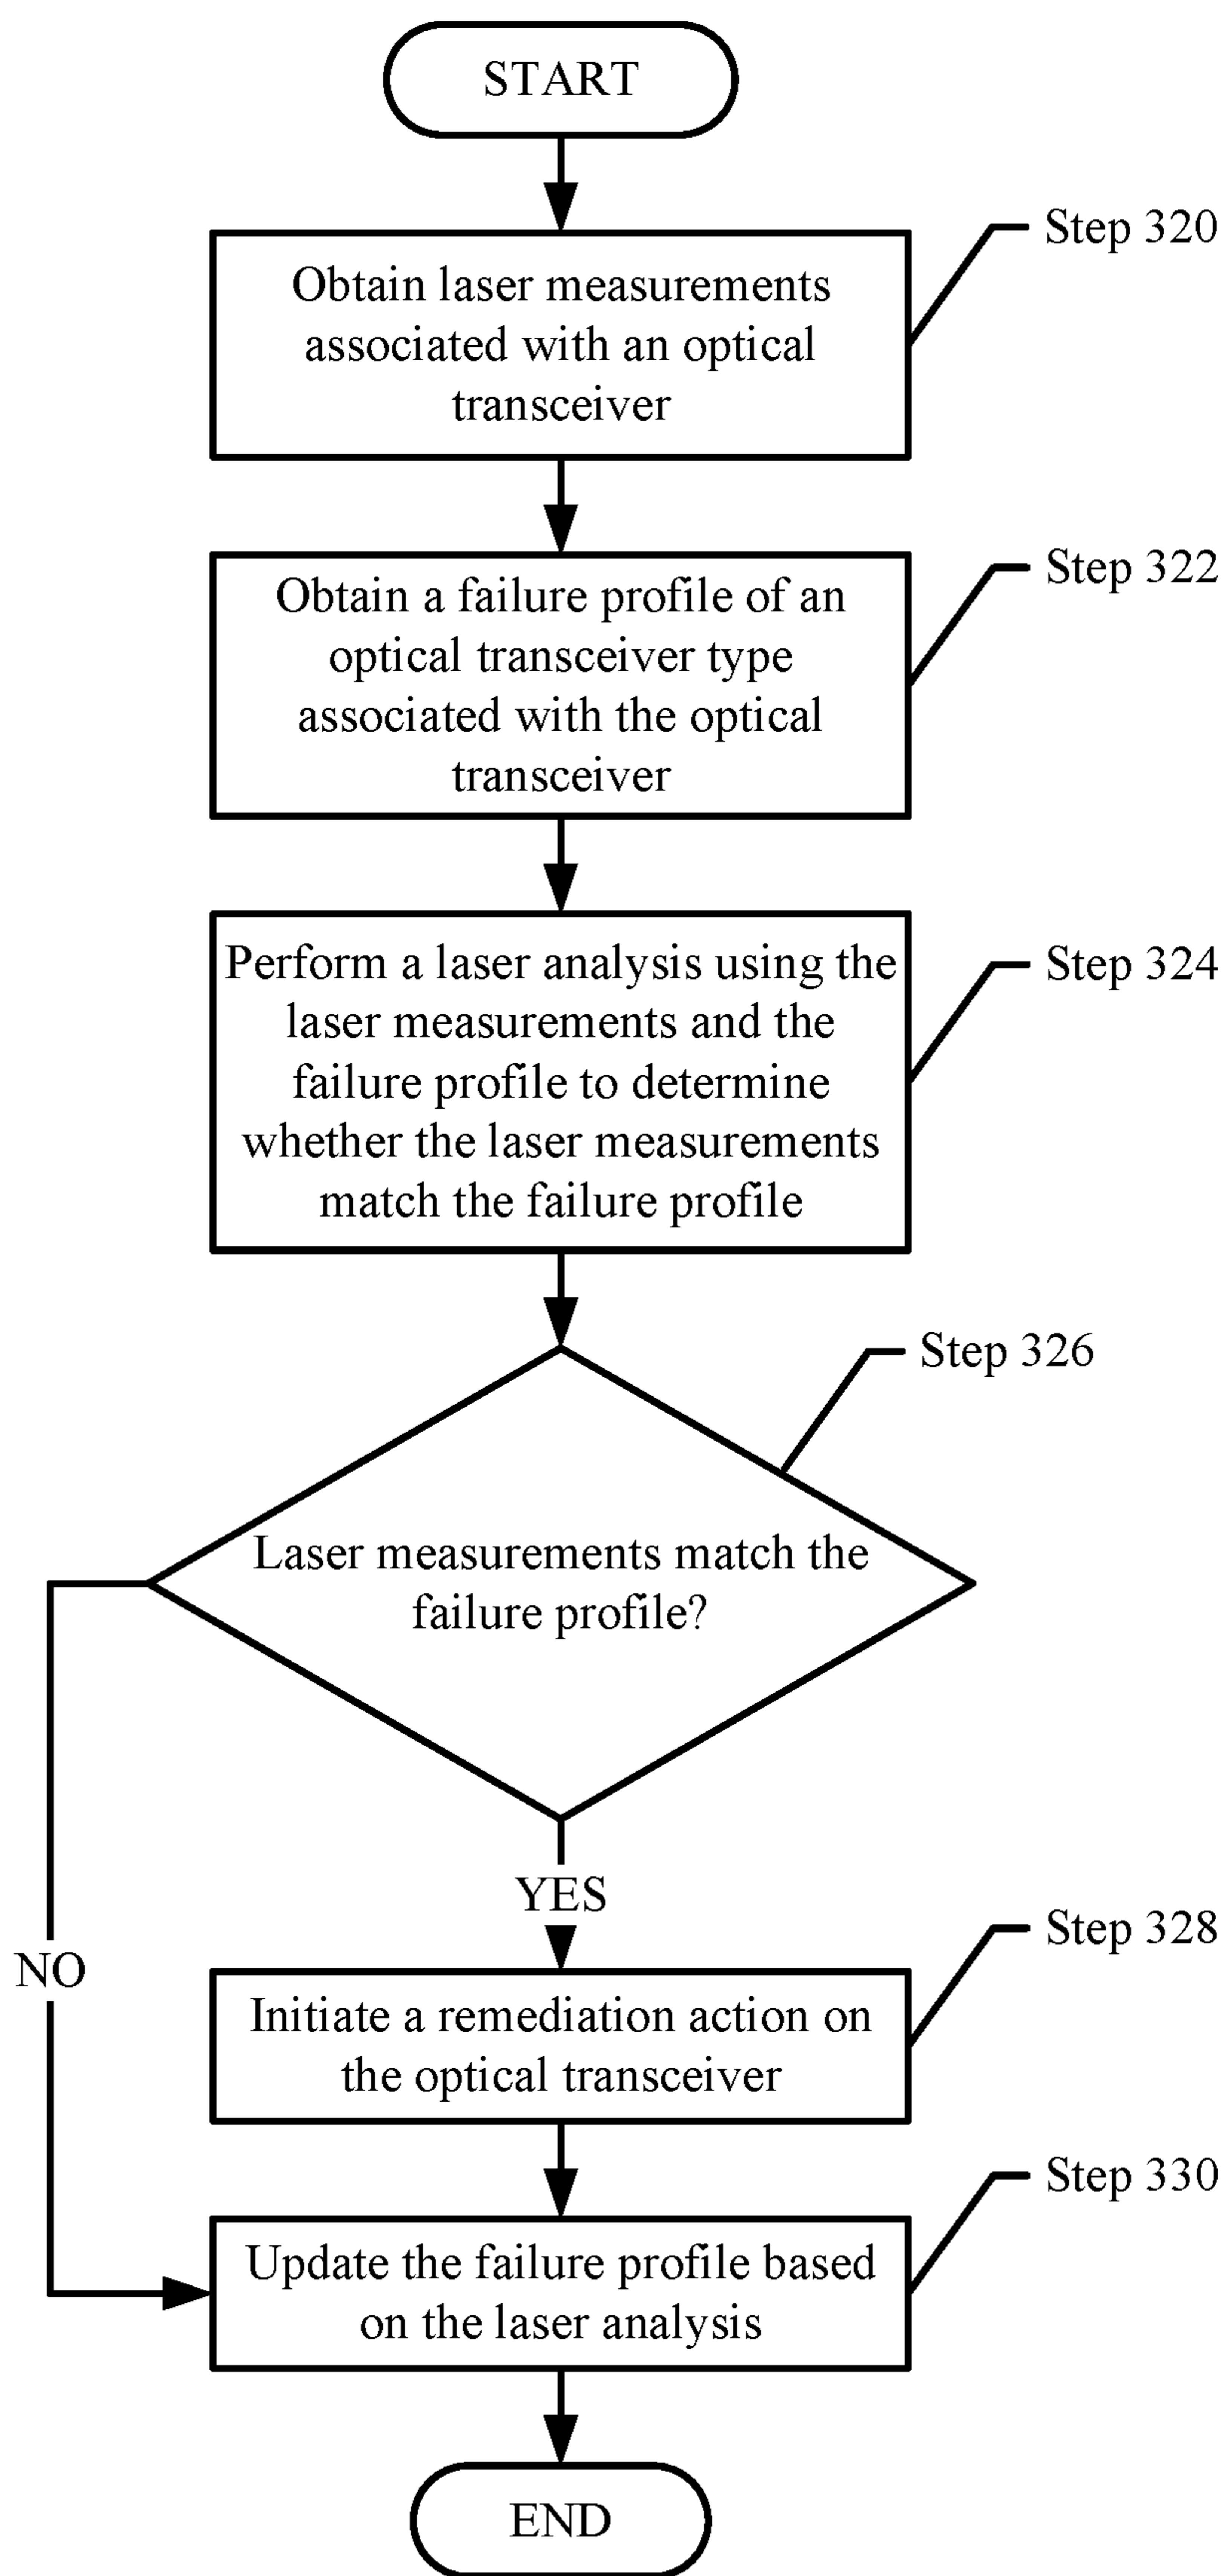 START
Step 320
Obtain laser measurements
associated with an optical
transceiver
Step 322
Obtain a failure profile of an
optical transceiver type
associated with the optical
transceiver
Step 324
Perform a laser analysis using the
laser measurements and the
failure profile to determine
whether the laser measurements
match the failure profile
Step 326
Laser measurements match the
failure profile?
YES
NO
Step 328
Initiate a remediation action on
the optical transceiver
Step 330
Update the failure profile based
on the laser analysis
END